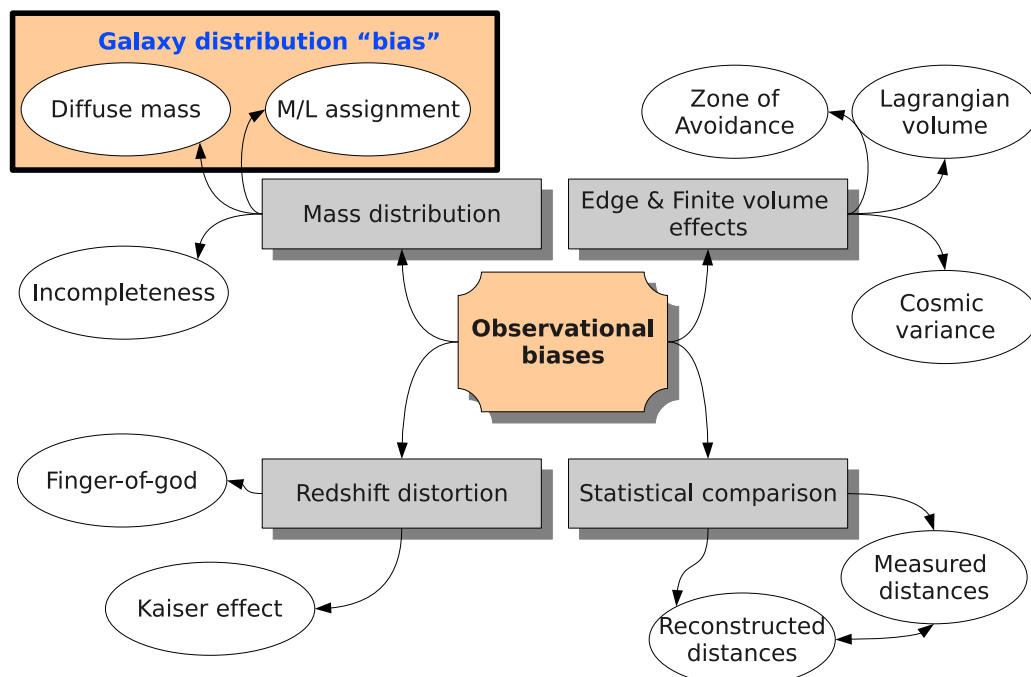 Galaxy distribution “bias”
Diffuse mass
M/L assignment
Zone of
Avoidance
Lagrangian
volume
Mass distribution
Edge & Finite volume
effects
Incompleteness
Cosmic
variance
Observational
biases
Finger-of-god
Redshift distortion
Statistical comparison
Measured
distances
Kaiser effect
Reconstructed
distances